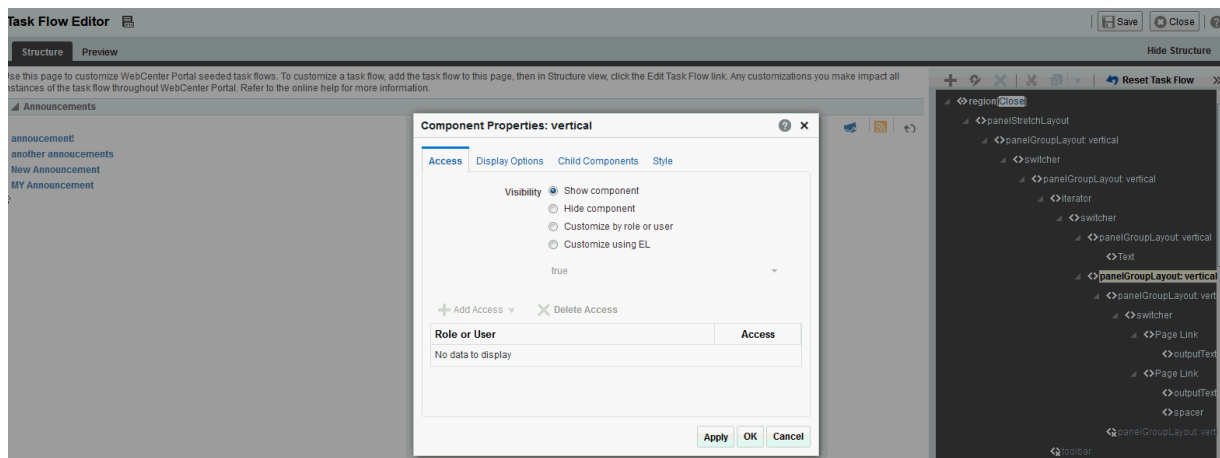 Task Flow Editor
Save
Close
Structure
Preview
Hide Structure
Use this page to customize WebCenter Portal seeded task flows. To customize a task flow, add the task flow to this page, then in Structure view, click the Edit Task Flow link. Any customizations you make impact all
instances of the task flow throughout WebCenter Portal. Refer to the online help for more information.
Announcements
annoucement!
another annoucements
New Announcement
MY Announcement
Component Properties: vertical
Access
Display Options
Child Components
Style
Visibility
Show component
Hide component
Customize by role or user
Customize using EL
true
Add Access
Delete Access
Role or User
Access
No data to display
Apply
OK
Cancel
Reset Task Flow
region[Close]
panelStretchLayout
panelGroupLayout: vertical
switcher
panelGroupLayout: vertical
iterator
switcher
panelGroupLayout: vertical
Text
panelGroupLayout: vertical
panelGroupLayout: vert
switcher
Page Link
outputText
Page Link
outputText
spacer
panelGroupLayout: vert
toolbar